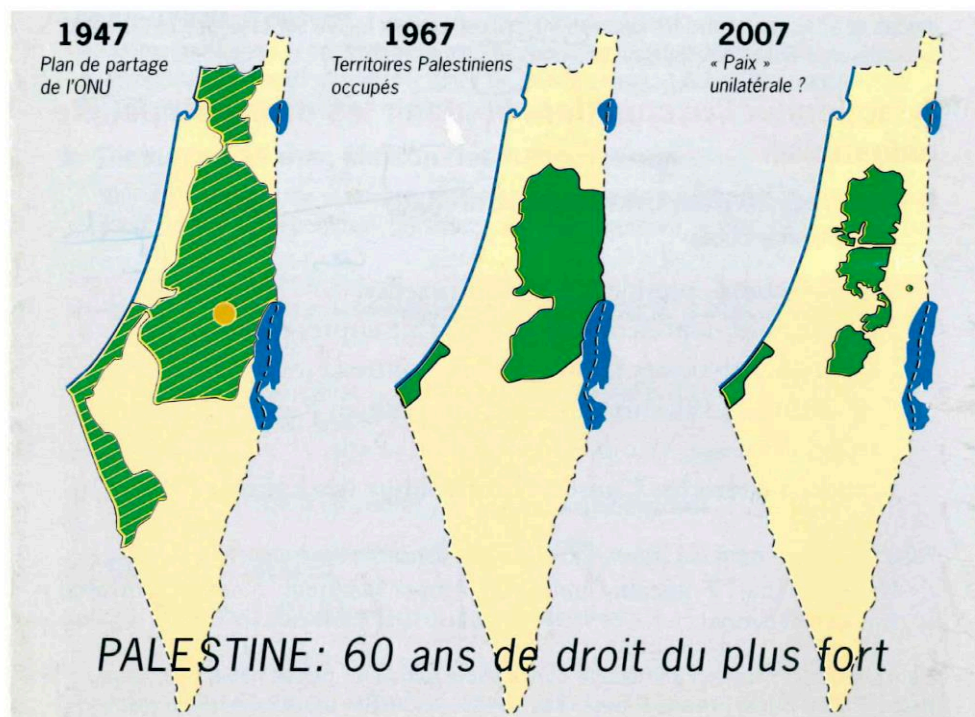 1947
Plan de partage
de l'ONU
1967
Territoires Palestiniens
occupés
2007
« Paix »
unilatérale ?
PALESTINE: 60 ans de droit du plus fort